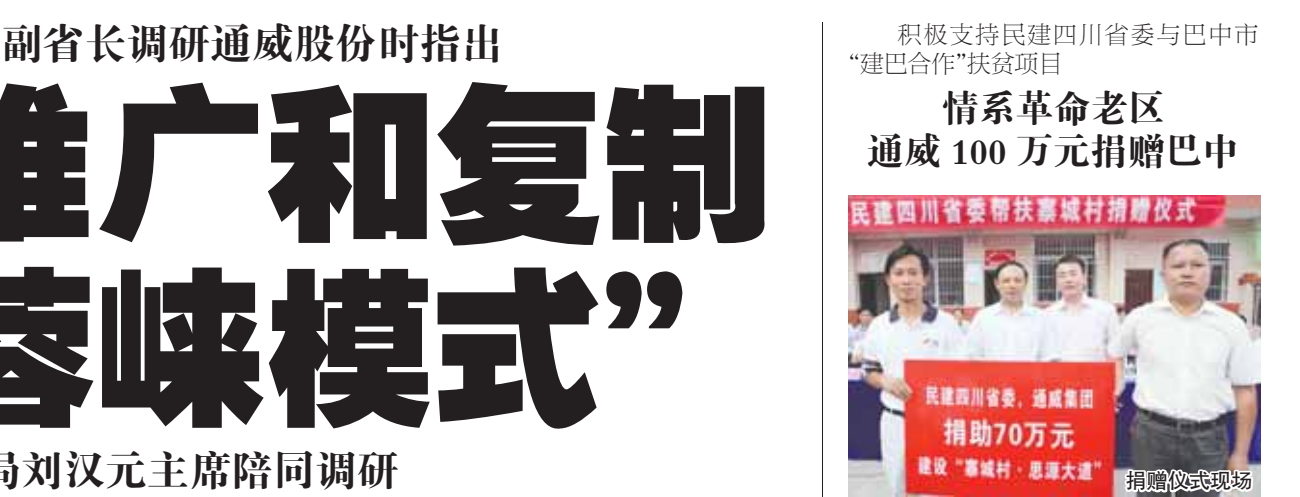 副省长调研通威股份时指出
推广和复制
蓉崃模式”
局刘汉元主席陪同调研
积极支持民建四川省委与巴中市
“建巴合作”扶贫项目
情系革命老区
通威 100 万元捐赠巴中
民建四川省委帮扶寨城村捐赠仪式
民建四川省委，通威集团
捐助70万元
建设“寨城村·思源大道”
捐赠仪式现场